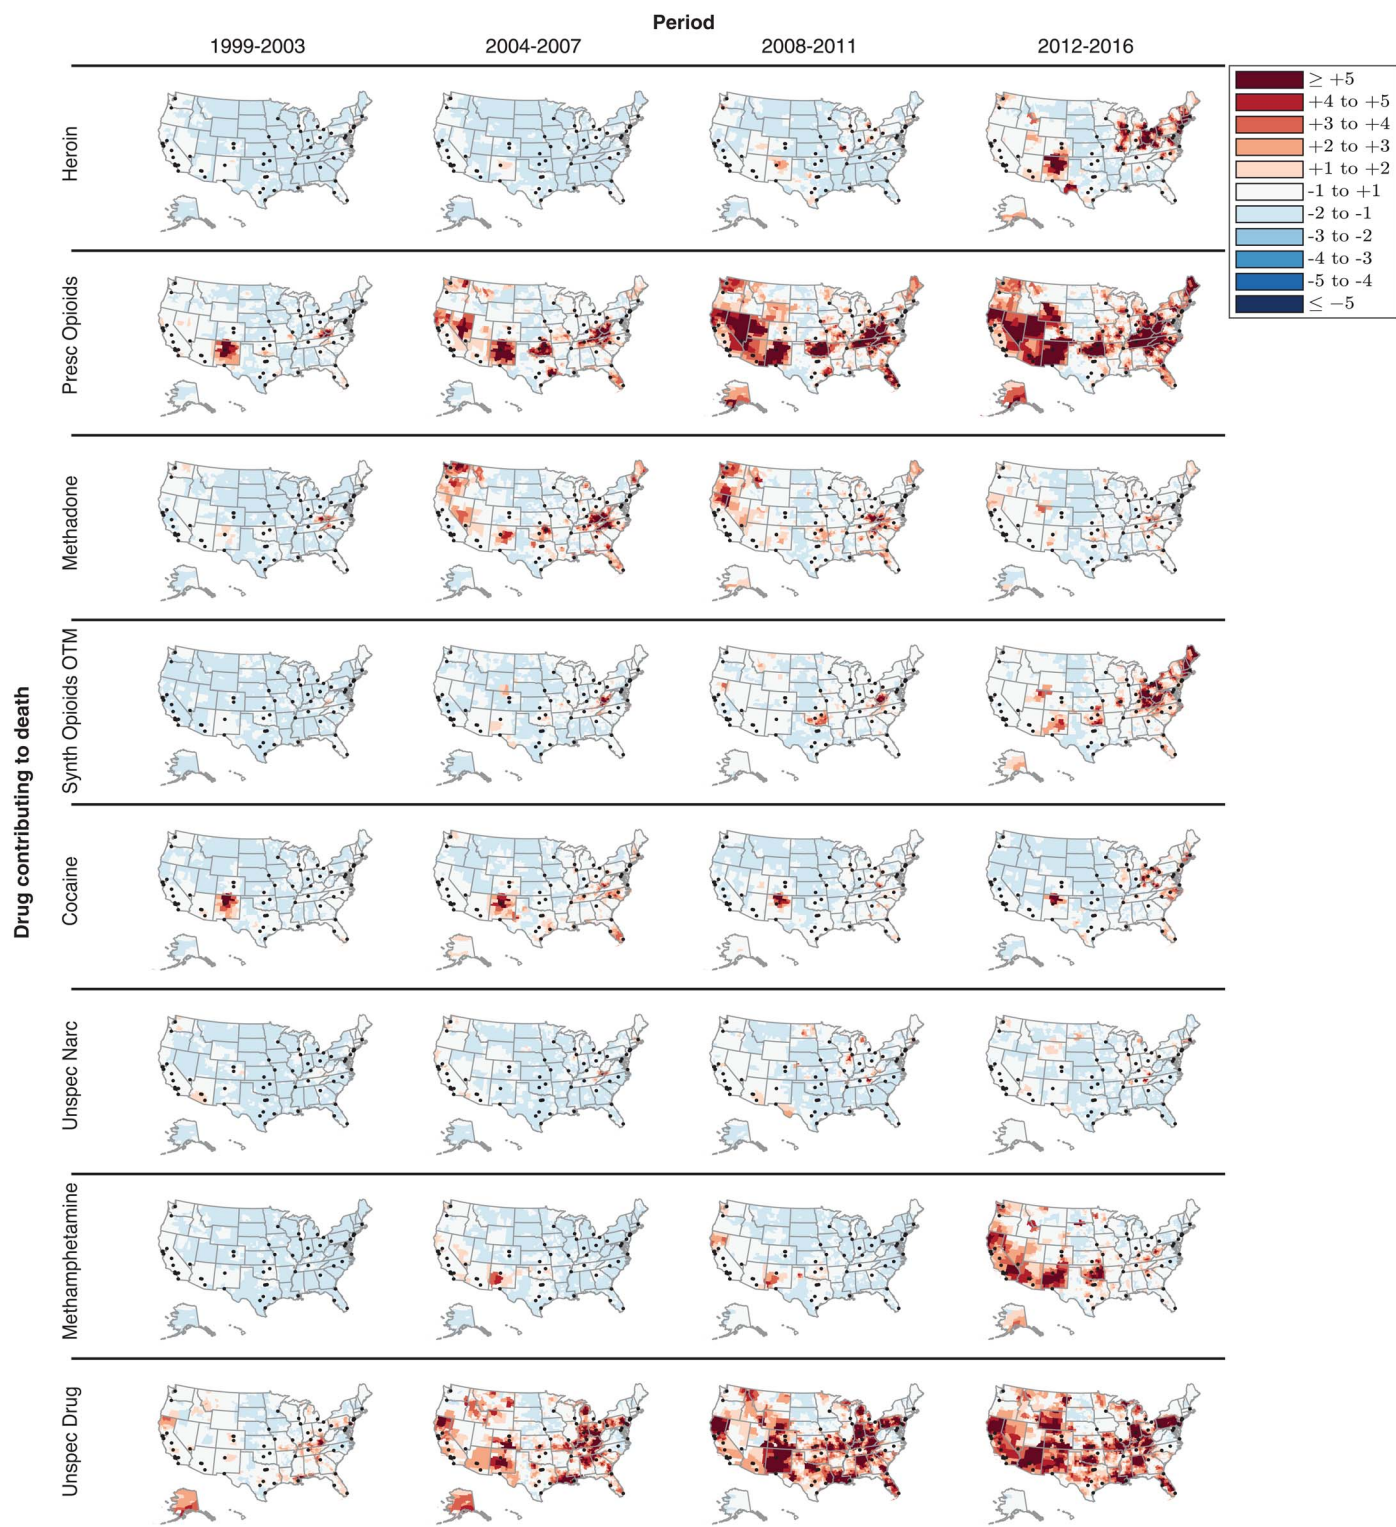 Period
1999-2003 2004-2007 2008-2011 2012-2016
≥ +5
+4 to +5
+3 to +4
+2 to +3
+1 to +2
-1 to +1
-2 to -1
-3 to -2
-4 to -3
-5 to -4
≤ −5
Drug contributing to death
Heroin
Presc Opioids
Methadone
Synth Opioids OTM
Cocaine
Unspec Narc
Methamphetamine
Unspec Drug